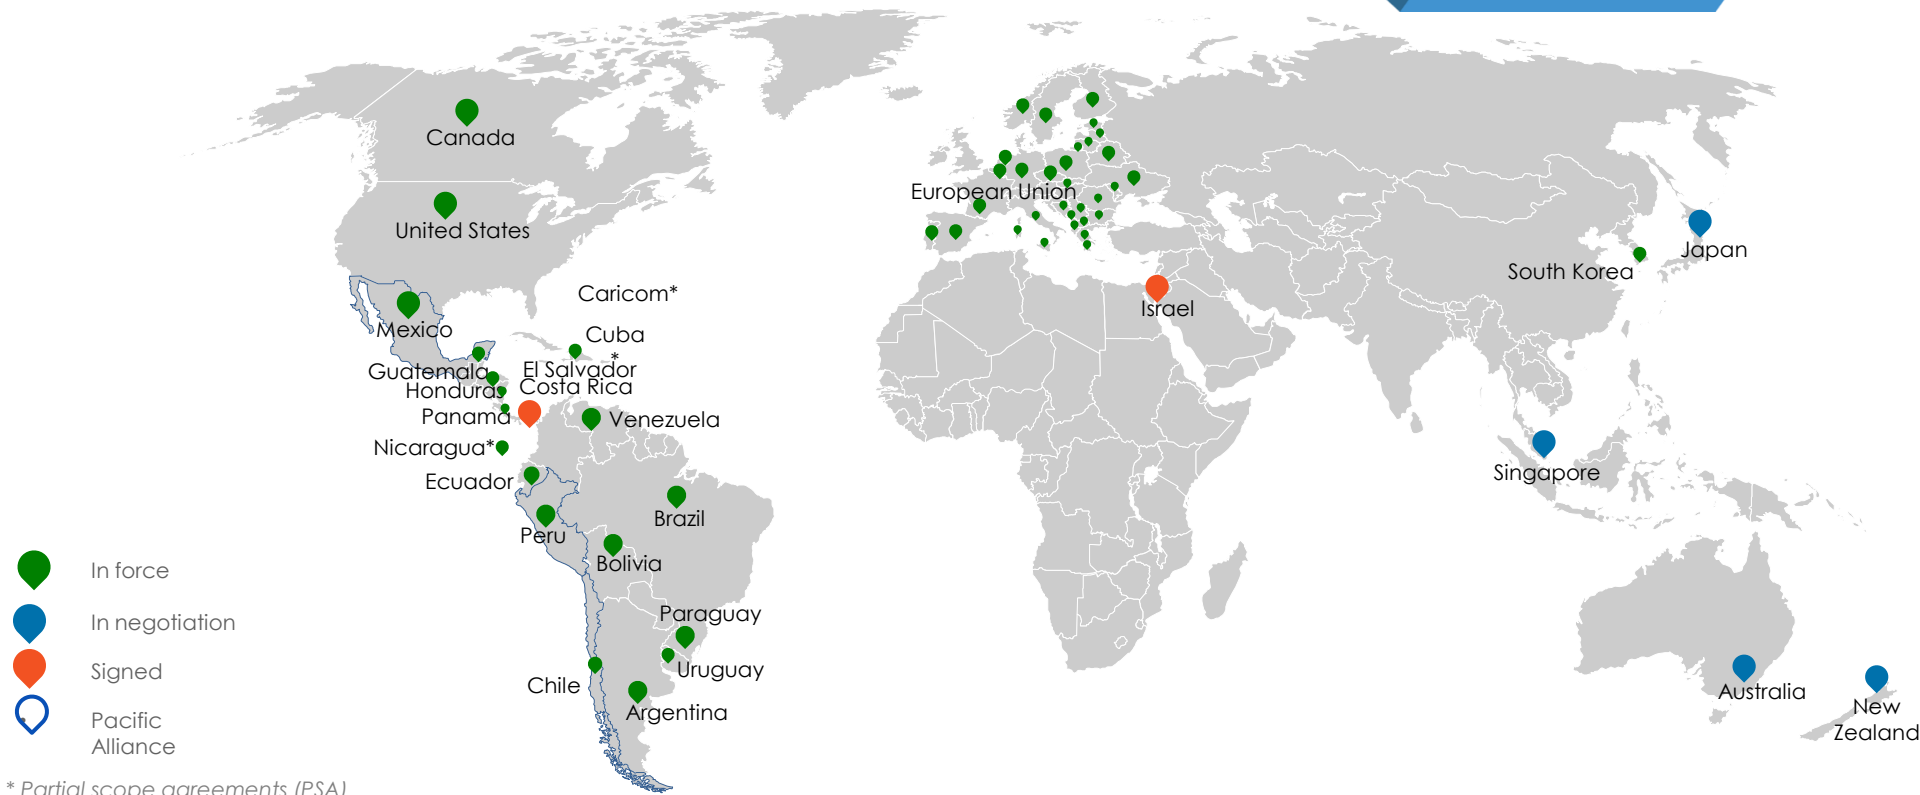 Canada
European Union
United States
Japan
South Korea
Caricom*
Israel
Mexico
Cuba
*
Guatemala
El Salvador
Honduras
Costa Rica
Panama
Venezuela
Nicaragua*
Ecuador
Singapore
Brazil
Peru
Bolivia
In force
Paraguay
In negotiation
Uruguay
Signed
Chile
Australia
Argentina
New
Zealand
Pacific
Alliance
* Partial scope agreements (PSA)